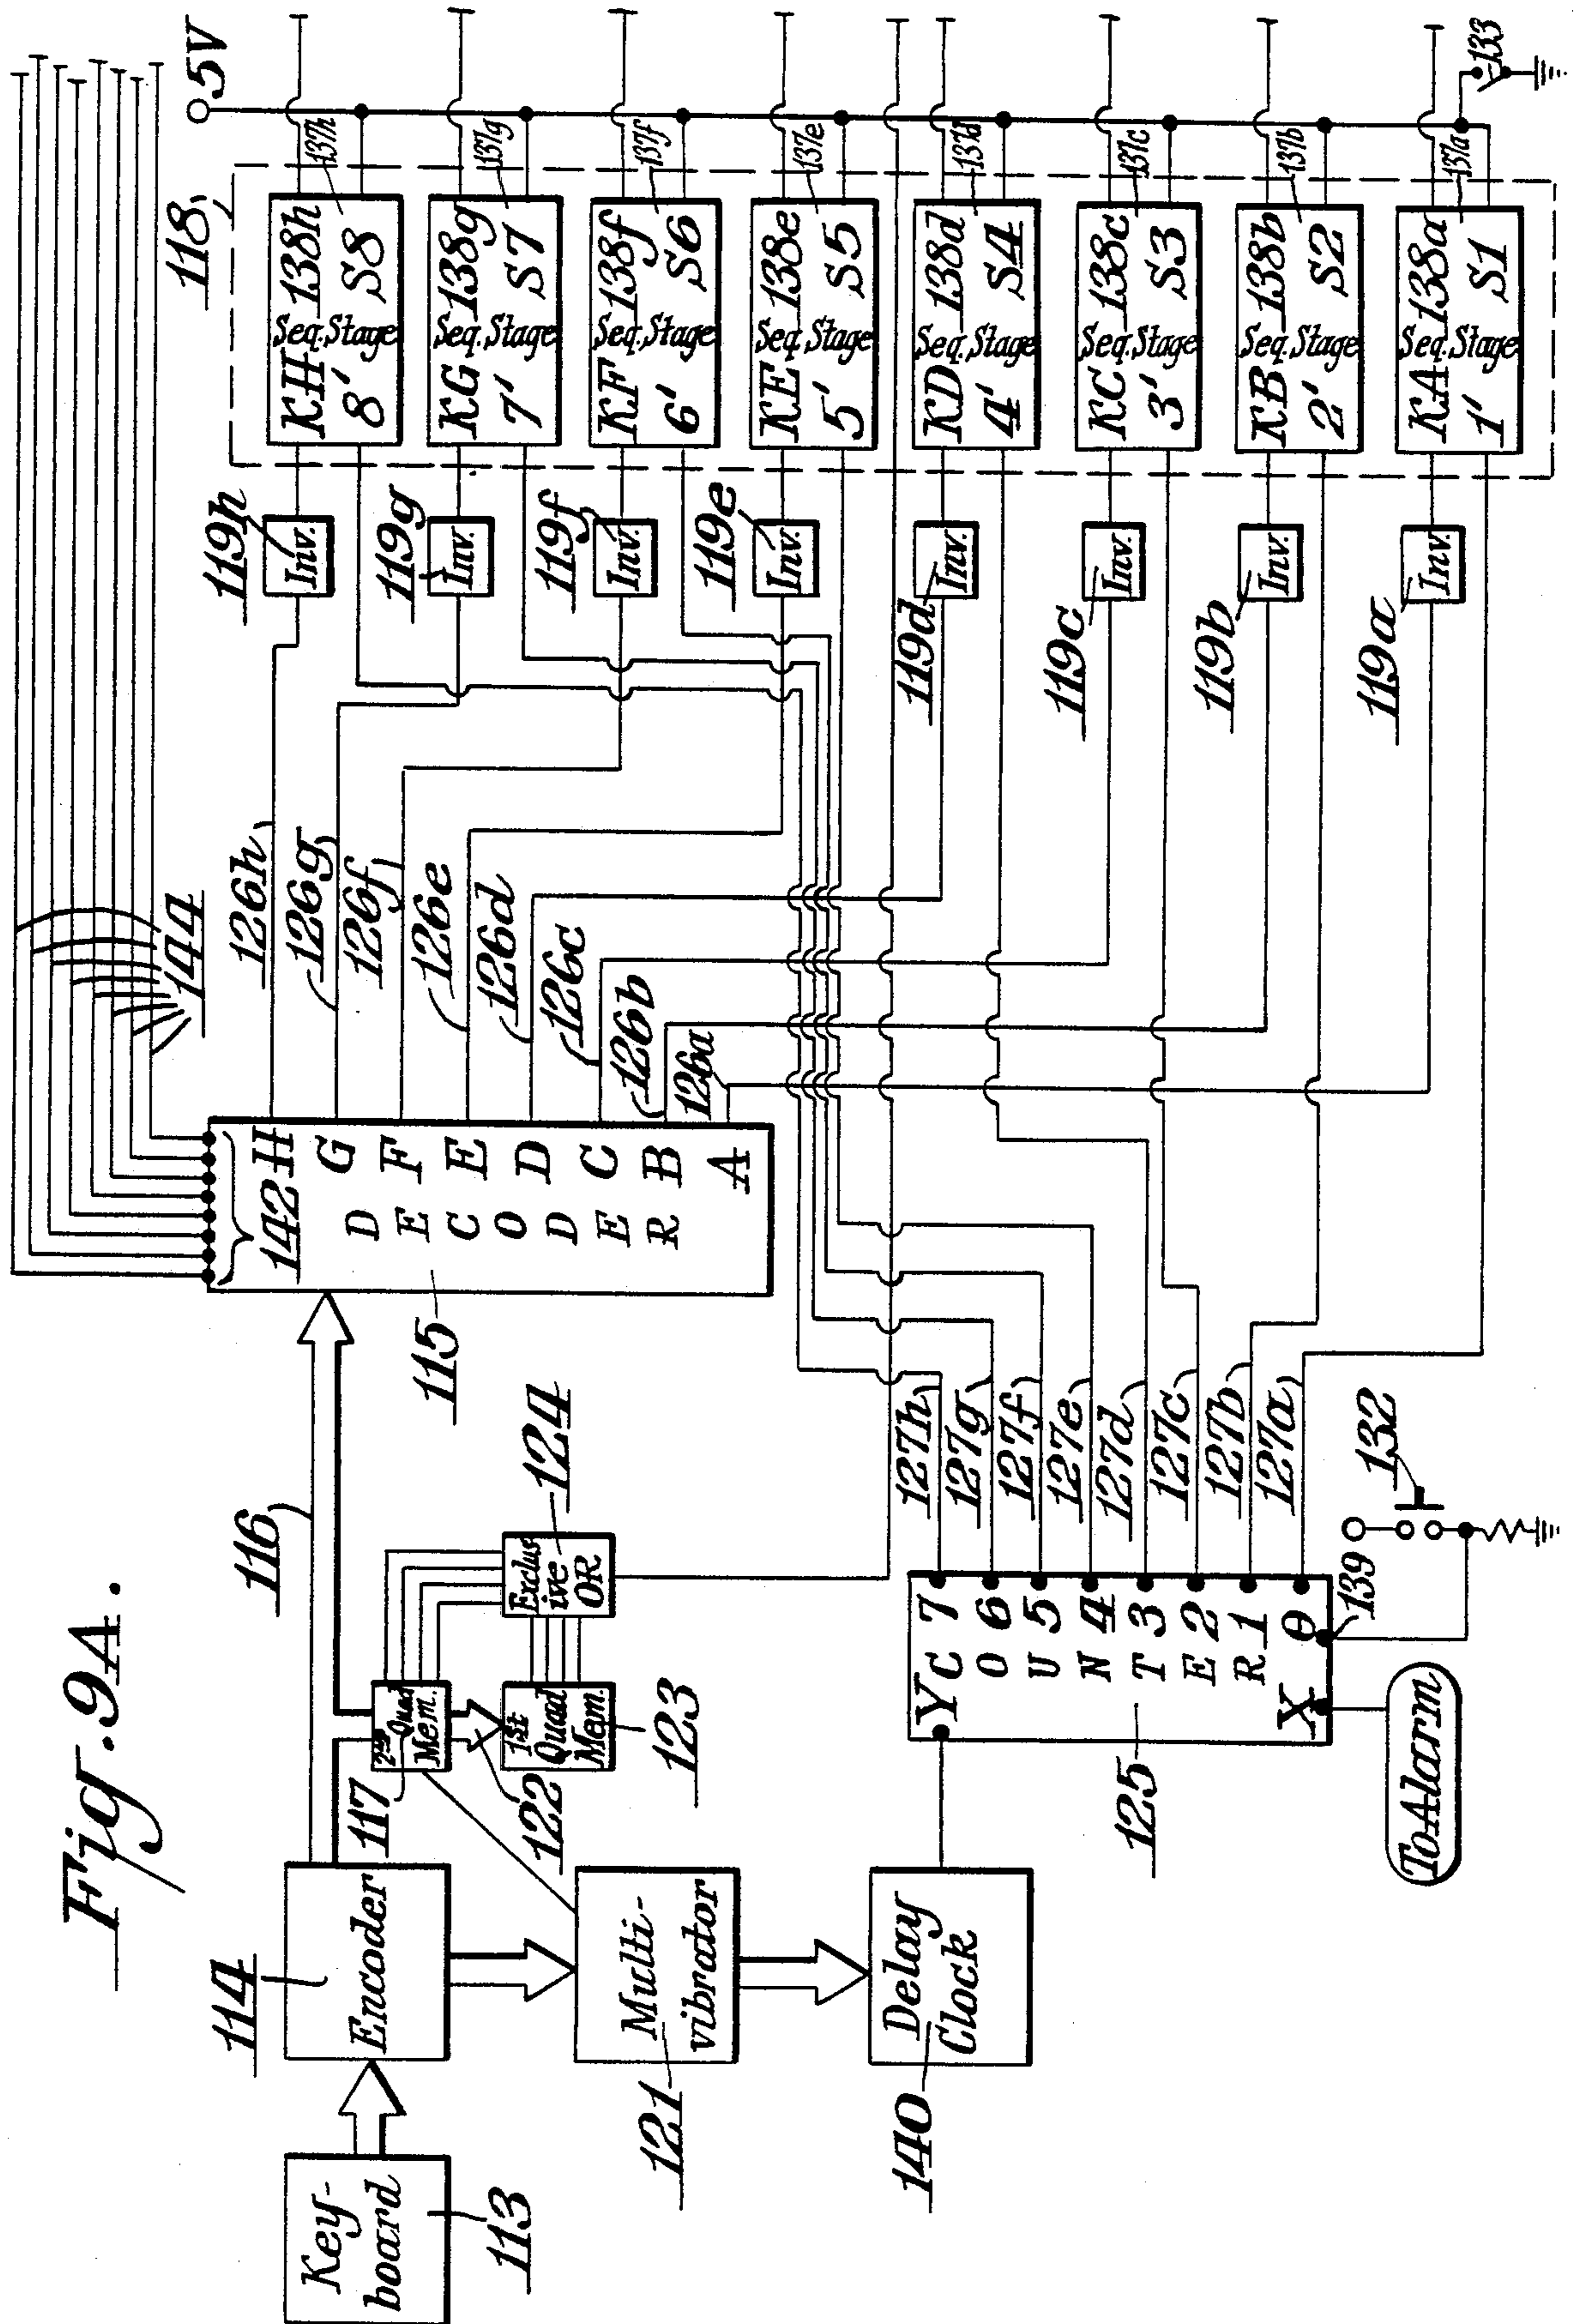 Fig. 9A.
Key-
board
113
114
Encoder
116
117
2nd
Quad
Mem.
122
1st
Quad
Mem.
123
Exclus
ive
OR
124
Multi-
vibrator
121
Delay
Clock
140
115
DECODER
142
H
G
F
E
D
C
B
A
144
126h
126g
126f
126e
126d
126c
126b
126a
125
COUNTER
Y
7
6
5
4
3
2
1
0
X
139
132
To Alarm
127h
127g
127f
127e
127d
127c
127b
127a
119h
Inv.
119g
Inv.
119f
Inv.
119e
Inv.
119d
Inv.
119c
Inv.
119b
Inv.
119a
Inv.
118
KH 138h
Seq. Stage
8' S8
137h
KG 138g
Seq. Stage
7' S7
137g
KF 138f
Seq. Stage
6' S6
137f
KE 138e
Seq. Stage
5' S5
137e
KD 138d
Seq. Stage
4' S4
137d
KC 138c
Seq. Stage
3' S3
137c
KB 138b
Seq. Stage
2' S2
137b
KA 138a
Seq. Stage
1' S1
137a
5V
133